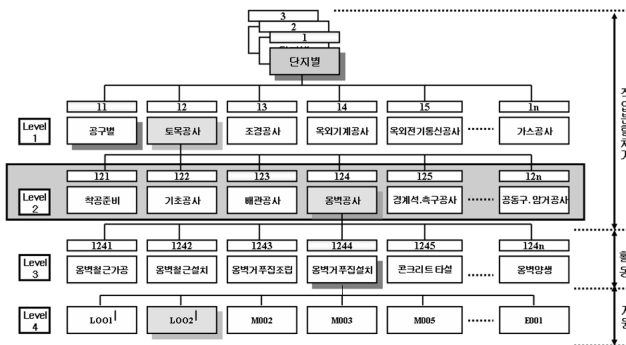 3
2
1
단지별
11 12 13 14 15 1n
Level 1 공구별 토목공사 조경공사 옥외기계공사 옥외전기통신공사 가스공사
121 122 123 124 125 12n
Level 2 착공준비 기초공사 배관공사 옹벽공사 경계석.측구공사 공동구.암거공사
1241 1242 1243 1244 1245 124n
Level 3 옹벽철근가공 옹벽철근설치 옹벽거푸집조립 옹벽거푸집설치 콘크리트타설 옹벽양생
Level 4 L001 L002 M002 M003 M005 E001